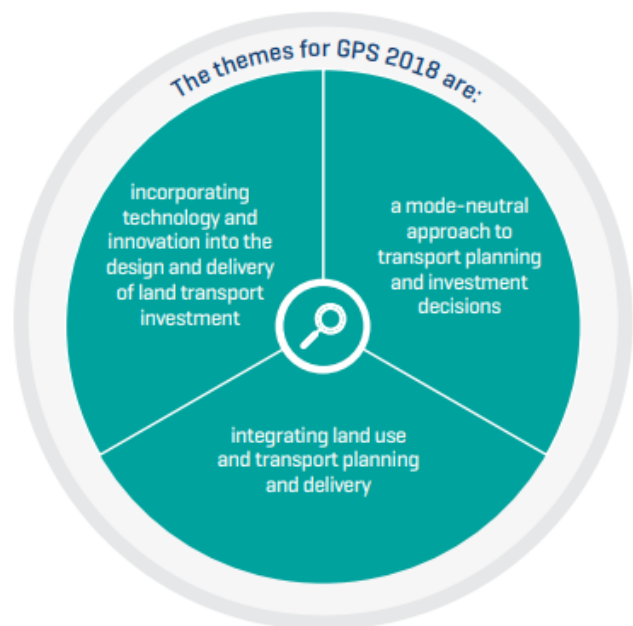 The themes for GPS 2018 are:
incorporating
technology and
innovation into the
design and delivery
of land transport
investment
a mode-neutral
approach to
transport planning
and investment
decisions
integrating land use
and transport planning
and delivery